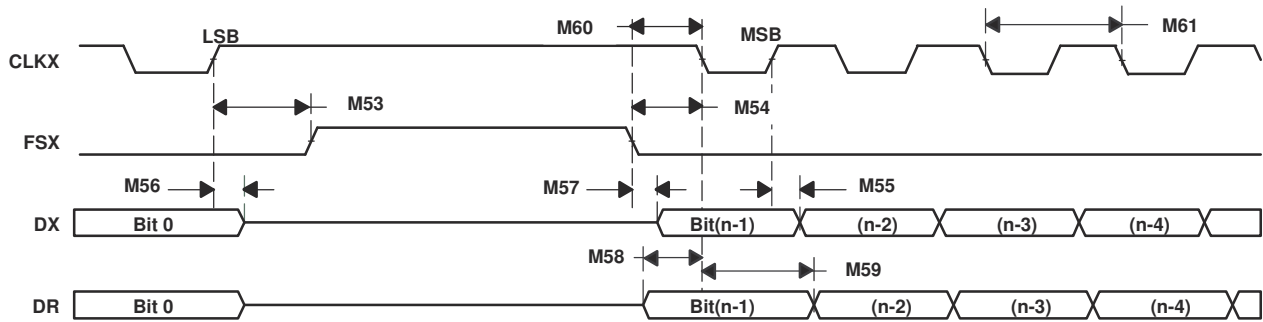 LSB
M60
MSB
M61
CLKX
M53
M54
FSX
M56
M57
M55
DX
Bit 0
Bit(n-1)
(n-2)
(n-3)
(n-4)
M58
M59
DR
Bit 0
Bit(n-1)
(n-2)
(n-3)
(n-4)